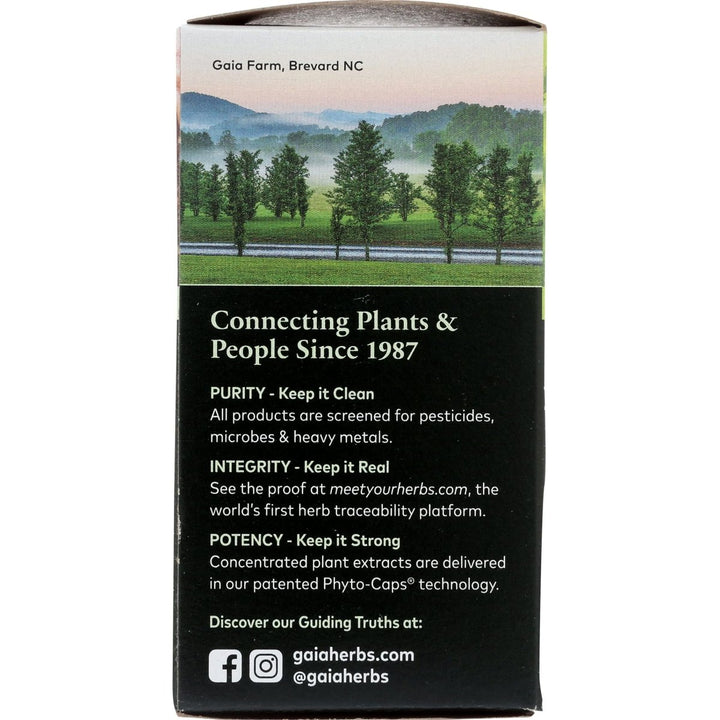 Gaia Farm, Brevard NC
Connecting Plants &
People Since 1987
PURITY - Keep it Clean
All products are screened for pesticides,
microbes & heavy metals.
INTEGRITY - Keep it Real
See the proof at meetyourherbs.com, the
world's first herb traceability platform.
POTENCY - Keep it Strong
Concentrated plant extracts are delivered
in our patented Phyto-Caps® technology.
Discover our Guiding Truths at:
gaiaherbs.com
@gaiaherbs